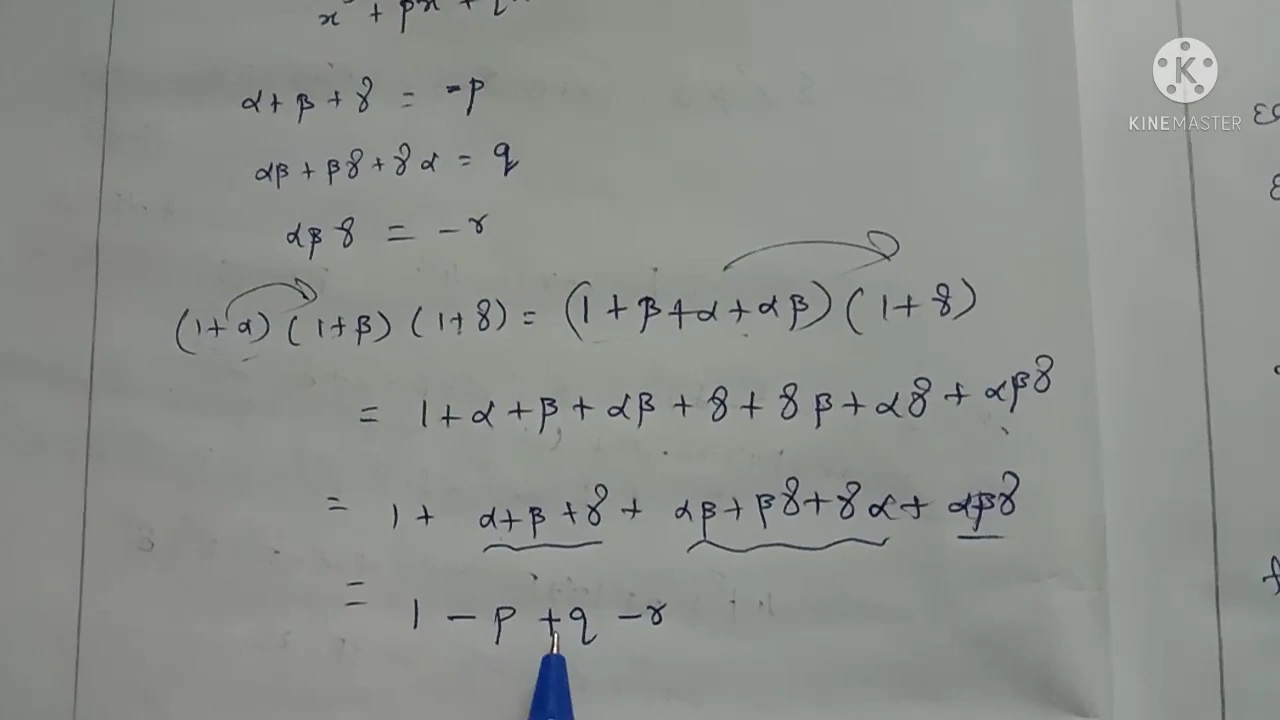 α + β + γ = -p
αβ + βγ + γα = q
αβγ = -r
(1+α) (1+β) (1+γ) = (1+β+α+αβ) (1+γ)
= 1+α+β+αβ+γ+γβ+αγ+αβγ
= 1+ α+β+γ+ αβ+βγ+γα+ αβγ
= 1 - p + q - r
K
KINEMASTER